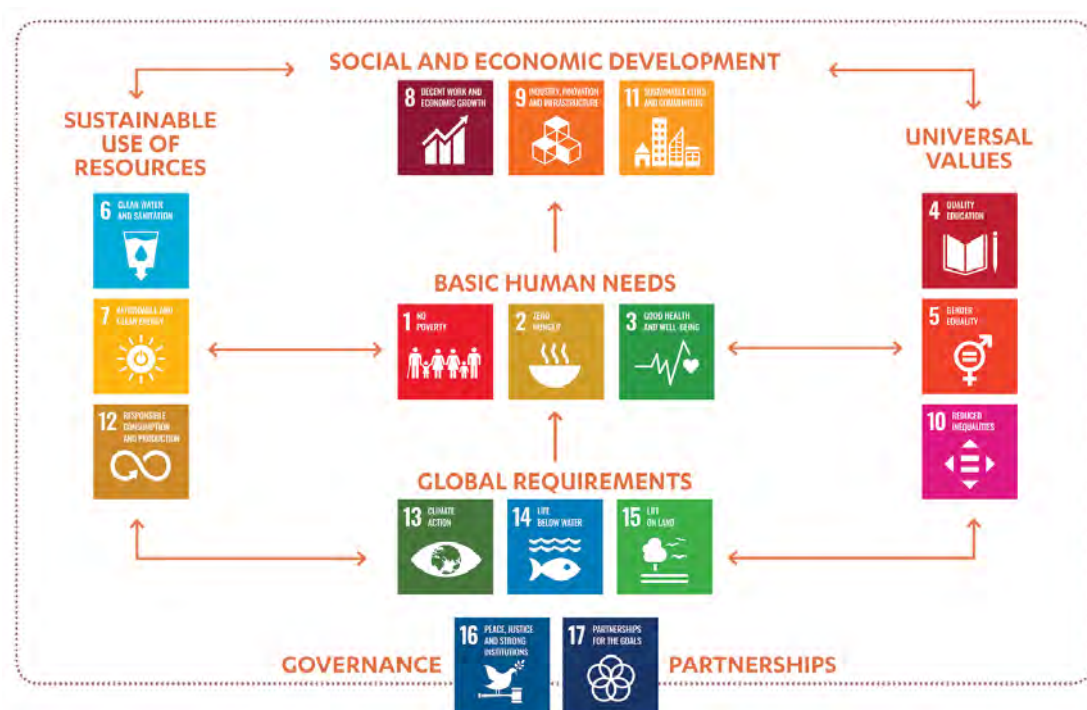 SOCIAL AND ECONOMIC DEVELOPMENT
8 DECENT WORK AND
ECONOMIC GROWTH
9 INDUSTRY, INNOVATION
AND INFRASTRUCTURE
11 SUSTAINABLE CITIES
AND COMMUNITIES
SUSTAINABLE
USE OF
RESOURCES
6 CLEAN WATER
AND SANITATION
7 AFFORDABLE AND
CLEAN ENERGY
12 RESPONSIBLE
CONSUMPTION
AND PRODUCTION
UNIVERSAL
VALUES
4 QUALITY
EDUCATION
5 GENDER
EQUALITY
10 REDUCED
INEQUALITIES
BASIC HUMAN NEEDS
1 NO
POVERTY
2 ZERO
HUNGER
3 GOOD HEALTH
AND WELL-BEING
GLOBAL REQUIREMENTS
13 CLIMATE
ACTION
14 LIFE
BELOW WATER
15 LIFE
ON LAND
GOVERNANCE
16 PEACE, JUSTICE
AND STRONG
INSTITUTIONS
17 PARTNERSHIPS
FOR THE GOALS
PARTNERSHIPS